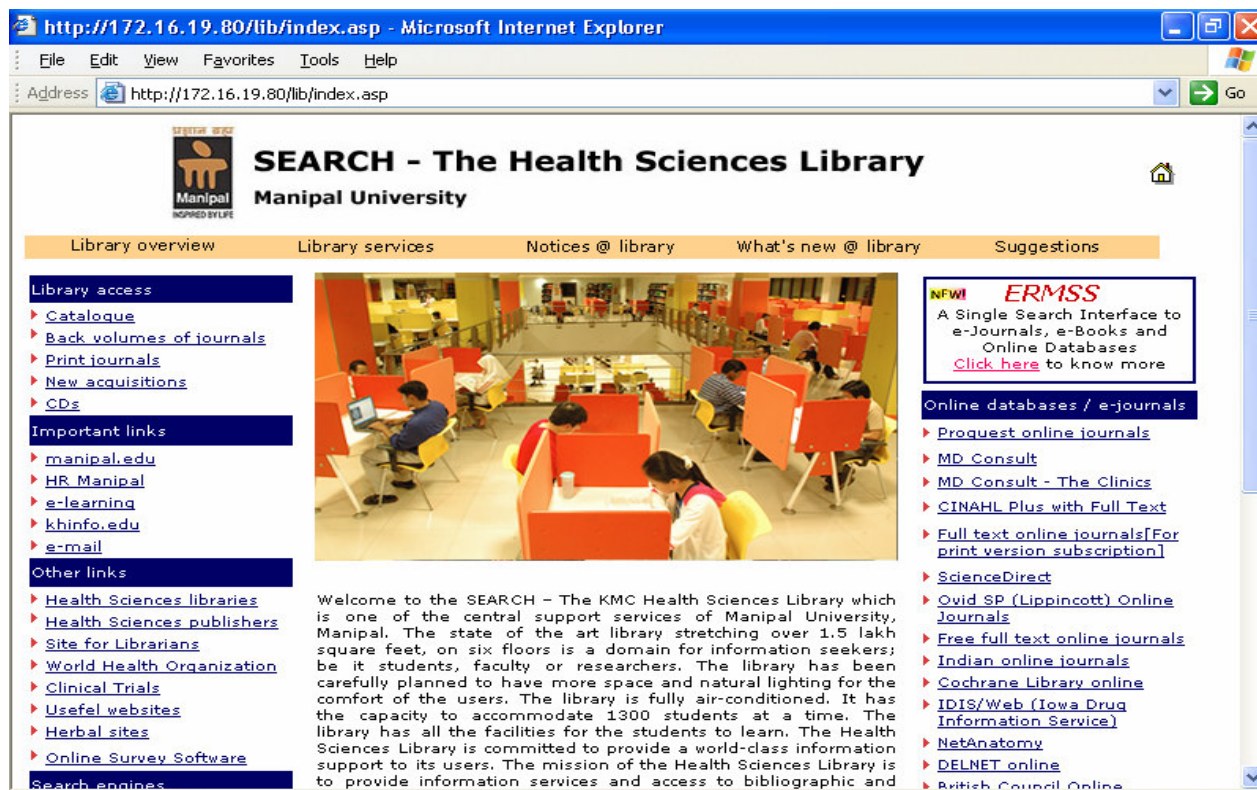 http://172.16.19.80/lib/index.asp - Microsoft Internet Explorer
File Edit View Favorites Tools Help
Address http://172.16.19.80/lib/index.asp Go
प्रज्ञानं ब्रह्म
Manipal
INSPIRED BY LIFE
SEARCH - The Health Sciences Library
Manipal University
Library overview Library services Notices @ library What's new @ library Suggestions
Library access
Catalogue
Back volumes of journals
Print journals
New acquisitions
CDs
Important links
manipal.edu
HR Manipal
e-learning
khinfo.edu
e-mail
Other links
Health Sciences libraries
Health Sciences publishers
Site for Librarians
World Health Organization
Clinical Trials
Usefel websites
Herbal sites
Online Survey Software
Search engines
Welcome to the SEARCH – The KMC Health Sciences Library which
is one of the central support services of Manipal University,
Manipal. The state of the art library stretching over 1.5 lakh
square feet, on six floors is a domain for information seekers;
be it students, faculty or researchers. The library has been
carefully planned to have more space and natural lighting for the
comfort of the users. The library is fully air-conditioned. It has
the capacity to accommodate 1300 students at a time. The
library has all the facilities for the students to learn. The Health
Sciences Library is committed to provide a world-class information
support to its users. The mission of the Health Sciences Library is
to provide information services and access to bibliographic and
NEW! ERMSS
A Single Search Interface to
e-Journals, e-Books and
Online Databases
Click here to know more
Online databases / e-journals
Proquest online journals
MD Consult
MD Consult - The Clinics
CINAHL Plus with Full Text
Full text online journals[For
print version subscription]
ScienceDirect
Ovid SP (Lippincott) Online
Journals
Free full text online journals
Indian online journals
Cochrane Library online
IDIS/Web (Iowa Drug
Information Service)
NetAnatomy
DELNET online
British Council Online